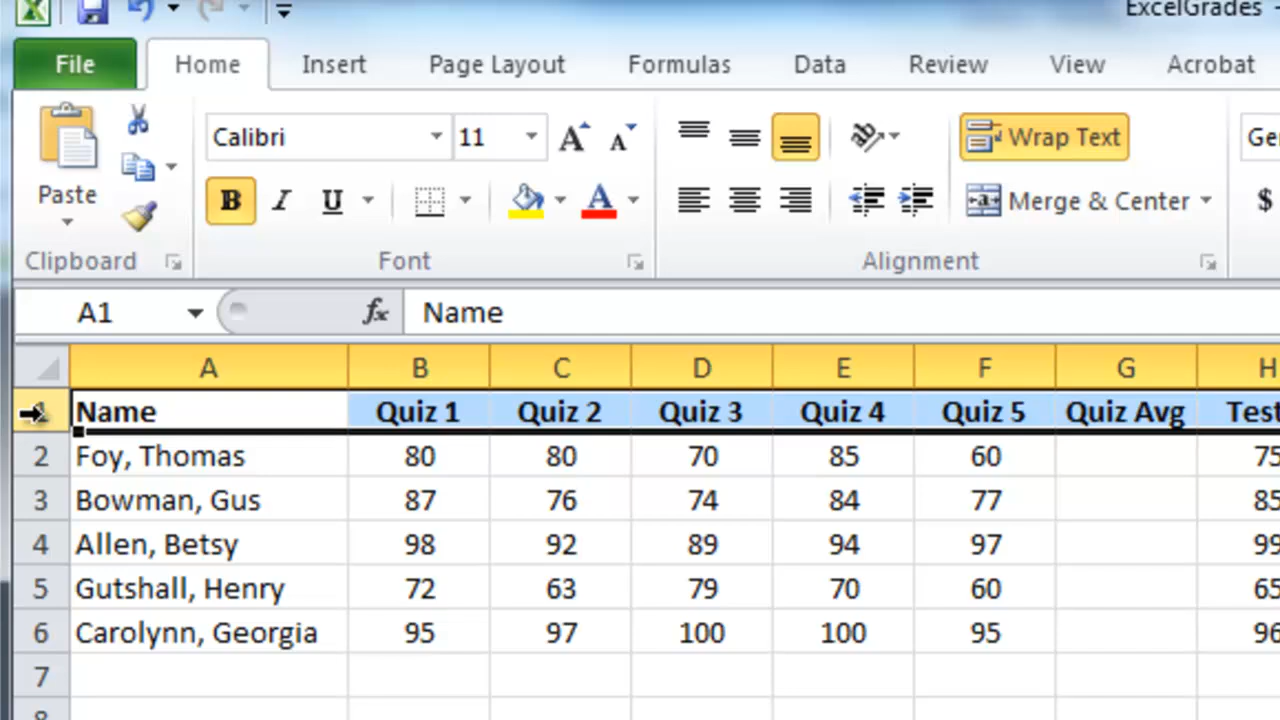 ExcelGrades -
File Home Insert Page Layout Formulas Data Review View Acrobat
Calibri 11 A A Wrap Text Ge
Paste B I U A Merge & Center $
Clipboard Font Alignment
A1 fx Name
A B C D E F G H
1 Name Quiz 1 Quiz 2 Quiz 3 Quiz 4 Quiz 5 Quiz Avg Test
2 Foy, Thomas 80 80 70 85 60 75
3 Bowman, Gus 87 76 74 84 77 85
4 Allen, Betsy 98 92 89 94 97 99
5 Gutshall, Henry 72 63 79 70 60 65
6 Carolynn, Georgia 95 97 100 100 95 96
7
8